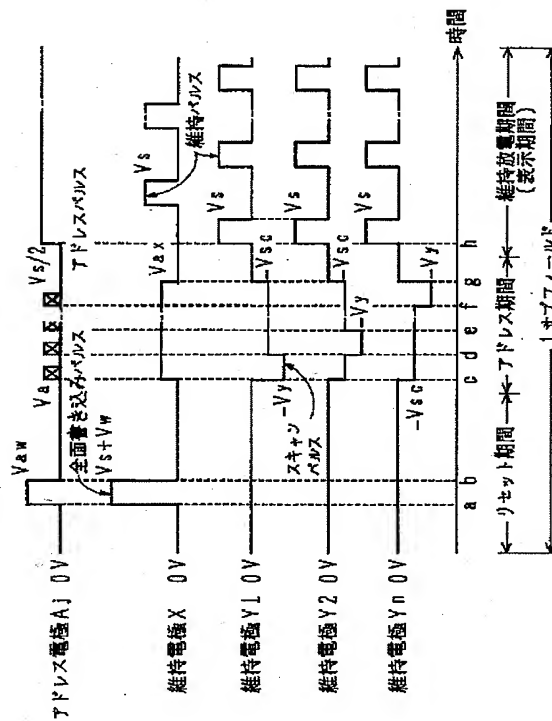 アドレス電極Aj 0V
Vaw
Va
Vs/2
アドレスパルス
全面書き込みパルス
Vs+Vw
維持電極X 0V
Vax
Vs
維持パルス
維持電極Y1 0V
-Vy
スキャン
パルス
-Vsc
Vs
維持電極Y2 0V
-Vy
-Vsc
Vs
維持電極Yn 0V
-Vsc
-Vy
Vs
a b c d e f g h
時間
リセット期間
アドレス期間
維持放電期間
(表示期間)
1サブフィールド